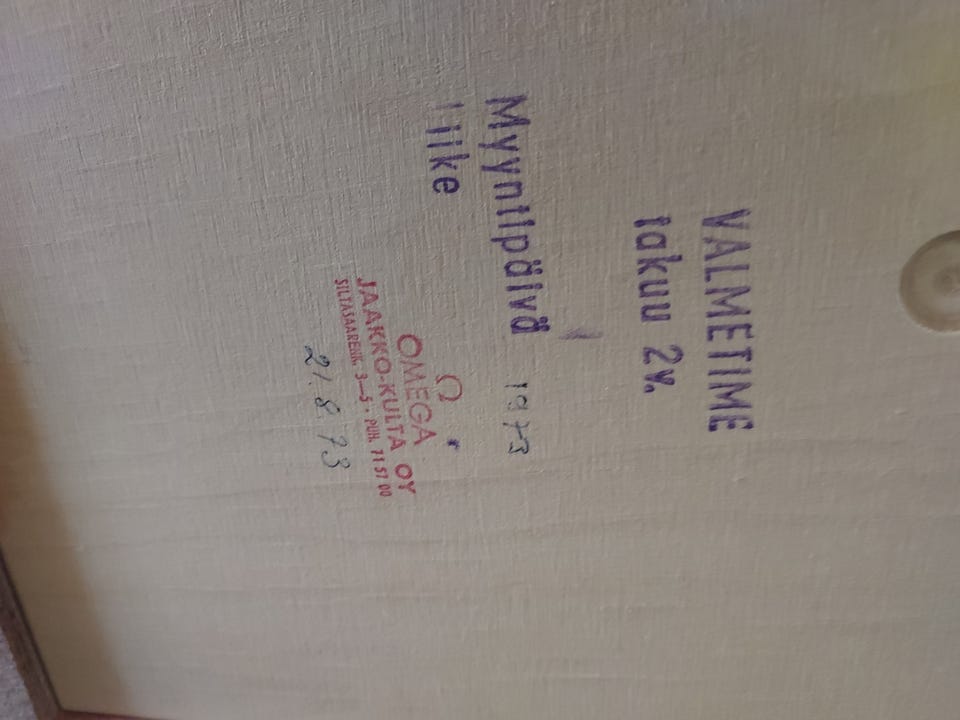 VALMETIME
takuu 2v.
Myyntipäivä 1973
Liike
Ω
OMEGA
JAAKKO-KULTA OY
SILTASAARENK. 3—5 . PUH. 71 57 00
21.8.73